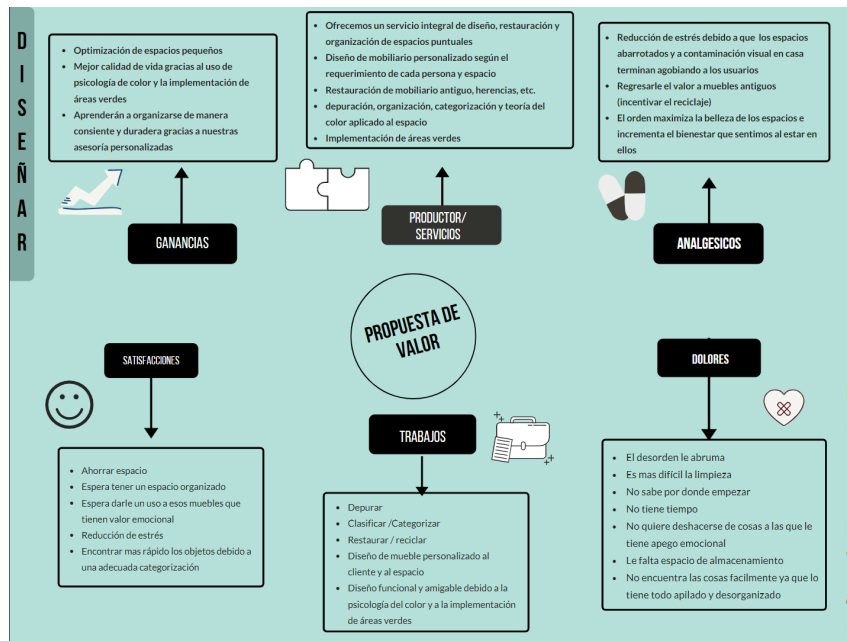 DISEÑAR
Optimización de espacios pequeños
Mejor calidad de vida gracias al uso de
psicología de color y la implementación de
áreas verdes
Aprenderán a organizarse de manera
consiente y duradera gracias a nuestras
asesoría personalizadas
GANANCIAS
Ofrecemos un servicio integral de diseño, restauración y
organización de espacios puntuales
Diseño de mobiliario personalizado según el
requerimiento de cada persona y espacio
Restauración de mobiliario antiguo, herencias, etc.
depuración, organización, categorización y teoría del
color aplicado al espacio
Implementación de áreas verdes
PRODUCTOR/
SERVICIOS
Reducción de estrés debido a que los espacios
abarrotados y a contaminación visual en casa
terminan agobiando a los usuarios
Regresarle el valor a muebles antiguos
(incentivar el reciclaje)
El orden maximiza la belleza de los espacios e
incrementa el bienestar que sentimos al estar en
ellos
ANALGESICOS
PROPUESTA DE
VALOR
SATISFACCIONES
Ahorrar espacio
Espera tener un espacio organizado
Espera darle un uso a esos muebles que
tienen valor emocional
Reducción de estrés
Encontrar mas rápido los objetos debido a
una adecuada categorización
TRABAJOS
Depurar
Clasificar /Categorizar
Restaurar / reciclar
Diseño de mueble personalizado al
cliente y al espacio
Diseño funcional y amigable debido a la
psicología del color y a la implementación
de áreas verdes
DOLORES
El desorden le abruma
Es mas difícil la limpieza
No sabe por donde empezar
No tiene tiempo
No quiere deshacerse de cosas a las que le
tiene apego emocional
Le falta espacio de almacenamiento
No encuentra las cosas facilmente ya que lo
tiene todo apilado y desorganizado